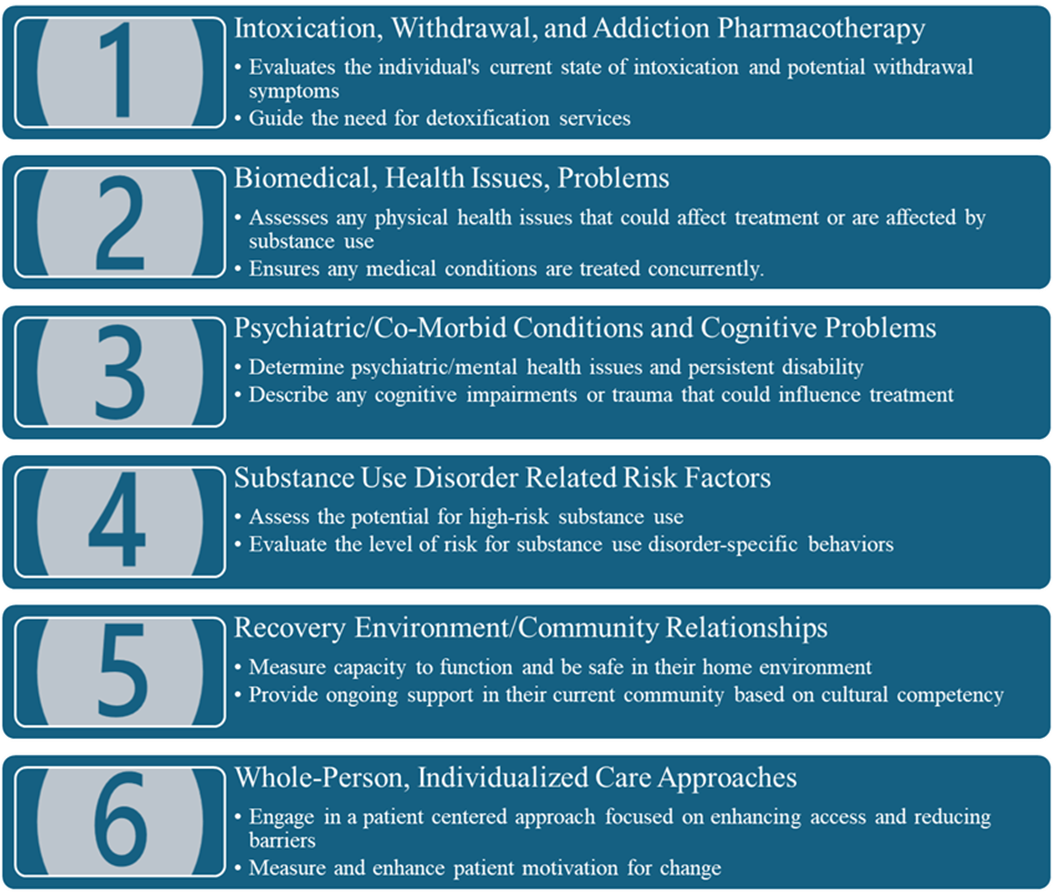 1
Intoxication, Withdrawal, and Addiction Pharmacotherapy
• Evaluates the individual's current state of intoxication and potential withdrawal
symptoms
• Guide the need for detoxification services
2
Biomedical, Health Issues, Problems
• Assesses any physical health issues that could affect treatment or are affected by
substance use
• Ensures any medical conditions are treated concurrently.
3
Psychiatric/Co-Morbid Conditions and Cognitive Problems
• Determine psychiatric/mental health issues and persistent disability
• Describe any cognitive impairments or trauma that could influence treatment
4
Substance Use Disorder Related Risk Factors
• Assess the potential for high-risk substance use
• Evaluate the level of risk for substance use disorder-specific behaviors
5
Recovery Environment/Community Relationships
• Measure capacity to function and be safe in their home environment
• Provide ongoing support in their current community based on cultural competency
6
Whole-Person, Individualized Care Approaches
• Engage in a patient centered approach focused on enhancing access and reducing
barriers
• Measure and enhance patient motivation for change